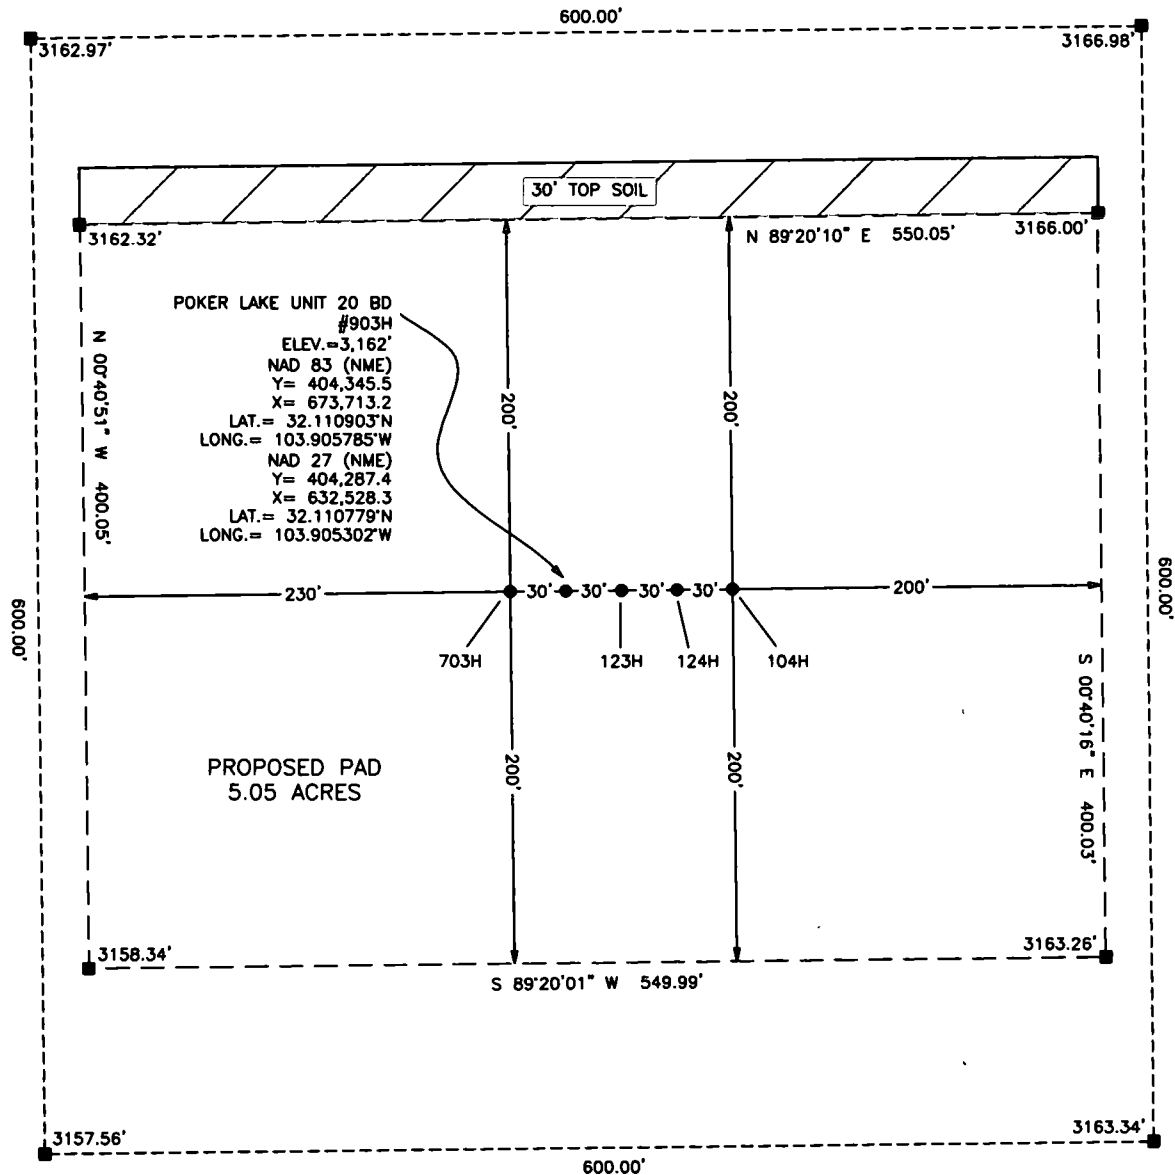 600.00'
3162.97'
3166.98'
30' TOP SOIL
3162.32'
N 89°20'10" E 550.05'
3166.00'
POKER LAKE UNIT 20 BD
#903H
ELEV.=3,162'
NAD 83 (NME)
Y= 404,345.5
X= 673,713.2
LAT.= 32.110903°N
LONG.= 103.905785°W
NAD 27 (NME)
Y= 404,287.4
X= 632,528.3
LAT.= 32.110779°N
LONG.= 103.905302°W
N 00°40'51" W 400.05'
200'
200'
600.00'
600.00'
230'
30'
30'
30'
30'
200'
703H
123H
124H
104H
S 00°40'16" E 400.03'
200'
200'
PROPOSED PAD
5.05 ACRES
3158.34'
3163.26'
S 89°20'01" W 549.99'
3157.56'
3163.34'
600.00'